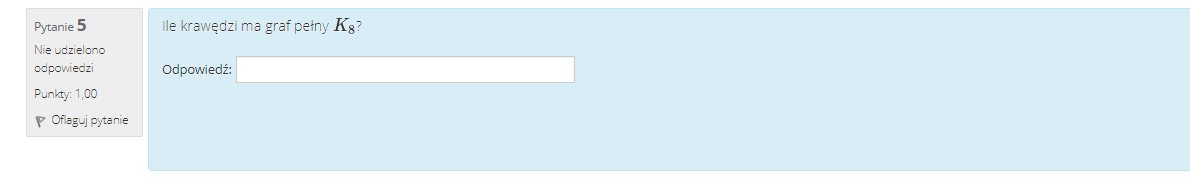 Pytanie 5
Nie udzielono
odpowiedzi
Punkty: 1,00
Oflaguj pytanie
Ile krawędzi ma graf pełny K₈?
Odpowiedź: